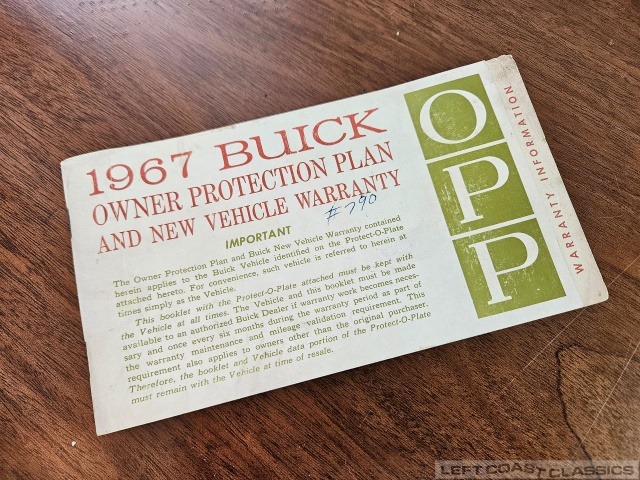 1967 BUICK
OWNER PROTECTION PLAN
AND NEW VEHICLE WARRANTY
#790
IMPORTANT
The Owner Protection Plan and Buick New Vehicle Warranty contained
herein applies to the Buick Vehicle identified on the Protect-O-Plate
attached hereto. For convenience, such vehicle is referred to herein at
times simply as the Vehicle.
This booklet with the Protect-O-Plate attached must be kept with
the Vehicle at all times. The Vehicle and this booklet must be made
available to an authorized Buick Dealer if warranty work becomes neces-
sary and once every six months during the warranty period as part of
the warranty maintenance and mileage validation requirement. This
requirement also applies to owners other than the original purchaser.
Therefore, the booklet and Vehicle data portion of the Protect-O-Plate
must remain with the Vehicle at time of resale.
O
P
P
WARRANTY INFORMATION
LEFT COAST CLASSICS